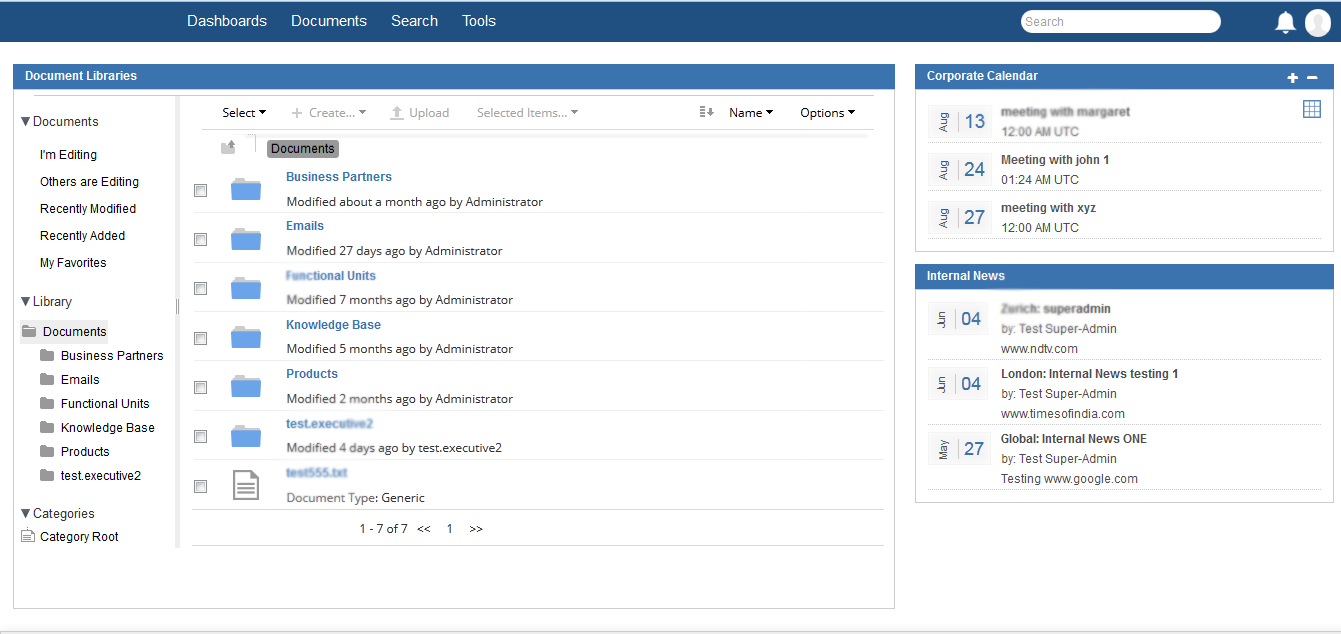 Dashboards Documents Search Tools Search
Document Libraries
Documents
I'm Editing
Others are Editing
Recently Modified
Recently Added
My Favorites
Library
Documents
Business Partners
Emails
Functional Units
Knowledge Base
Products
test.executive2
Categories
Category Root
Select Create... Upload Selected Items... Name Options
Documents
Business Partners
Modified about a month ago by Administrator
Emails
Modified 27 days ago by Administrator
Functional Units
Modified 7 months ago by Administrator
Knowledge Base
Modified 5 months ago by Administrator
Products
Modified 2 months ago by Administrator
test.executive2
Modified 4 days ago by test.executive2
test555.txt
Document Type: Generic
1 - 7 of 7 << 1 >>
Corporate Calendar
Aug 13 meeting with margaret
12:00 AM UTC
Aug 24 Meeting with john 1
01:24 AM UTC
Aug 27 meeting with xyz
12:00 AM UTC
Internal News
Jun 04 Zurich: superadmin
by: Test Super-Admin
www.ndtv.com
Jun 04 London: Internal News testing 1
by: Test Super-Admin
www.timesofindia.com
May 27 Global: Internal News ONE
by: Test Super-Admin
Testing www.google.com